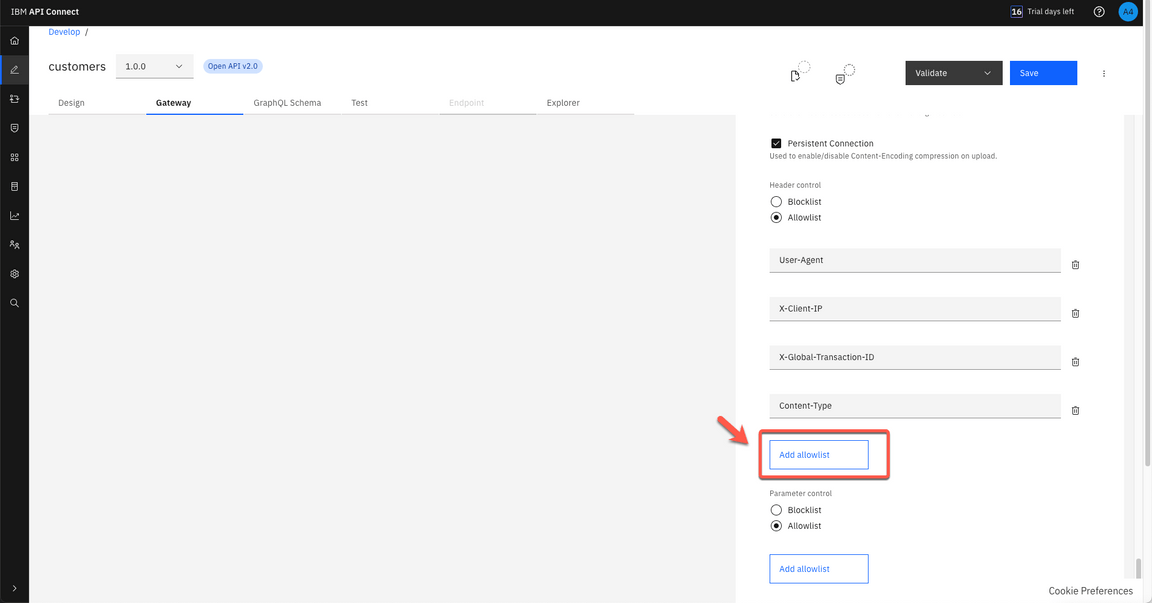 IBM API Connect
16 Trial days left
A4
Develop /
customers
1.0.0
Open API v2.0
Validate
Save
Design
Gateway
GraphQL Schema
Test
Endpoint
Explorer
Persistent Connection
Used to enable/disable Content-Encoding compression on upload.
Header control
Blocklist
Allowlist
User-Agent
X-Client-IP
X-Global-Transaction-ID
Content-Type
Add allowlist
Parameter control
Blocklist
Allowlist
Add allowlist
Cookie Preferences